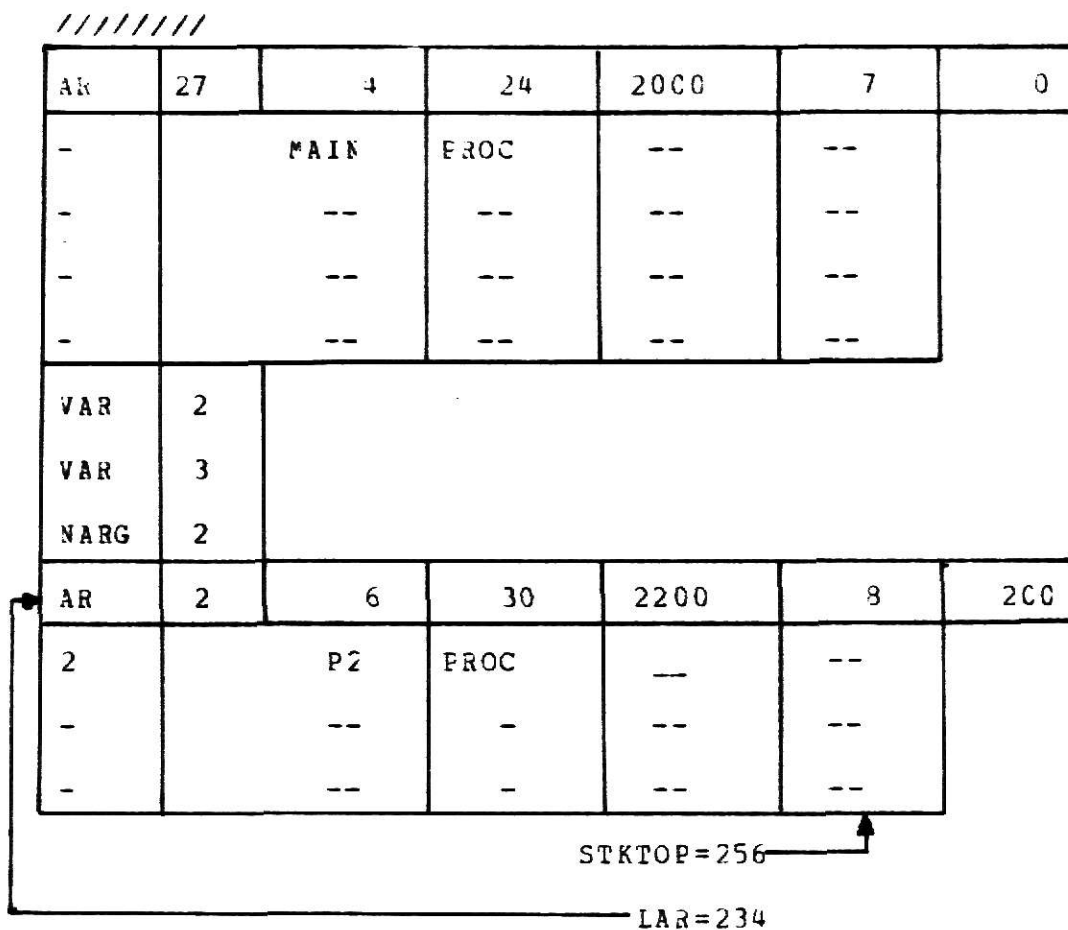 ////////
AR 27 4 24 2000 7 0
- MAIN PROC -- --
- -- -- -- --
- -- -- -- --
- -- -- -- --
VAR 2
VAR 3
NARG 2
AR 2 6 30 2200 8 200
2 P2 PROC __ --
- -- - -- --
- -- - -- --
STKTOP=256
LAR=234